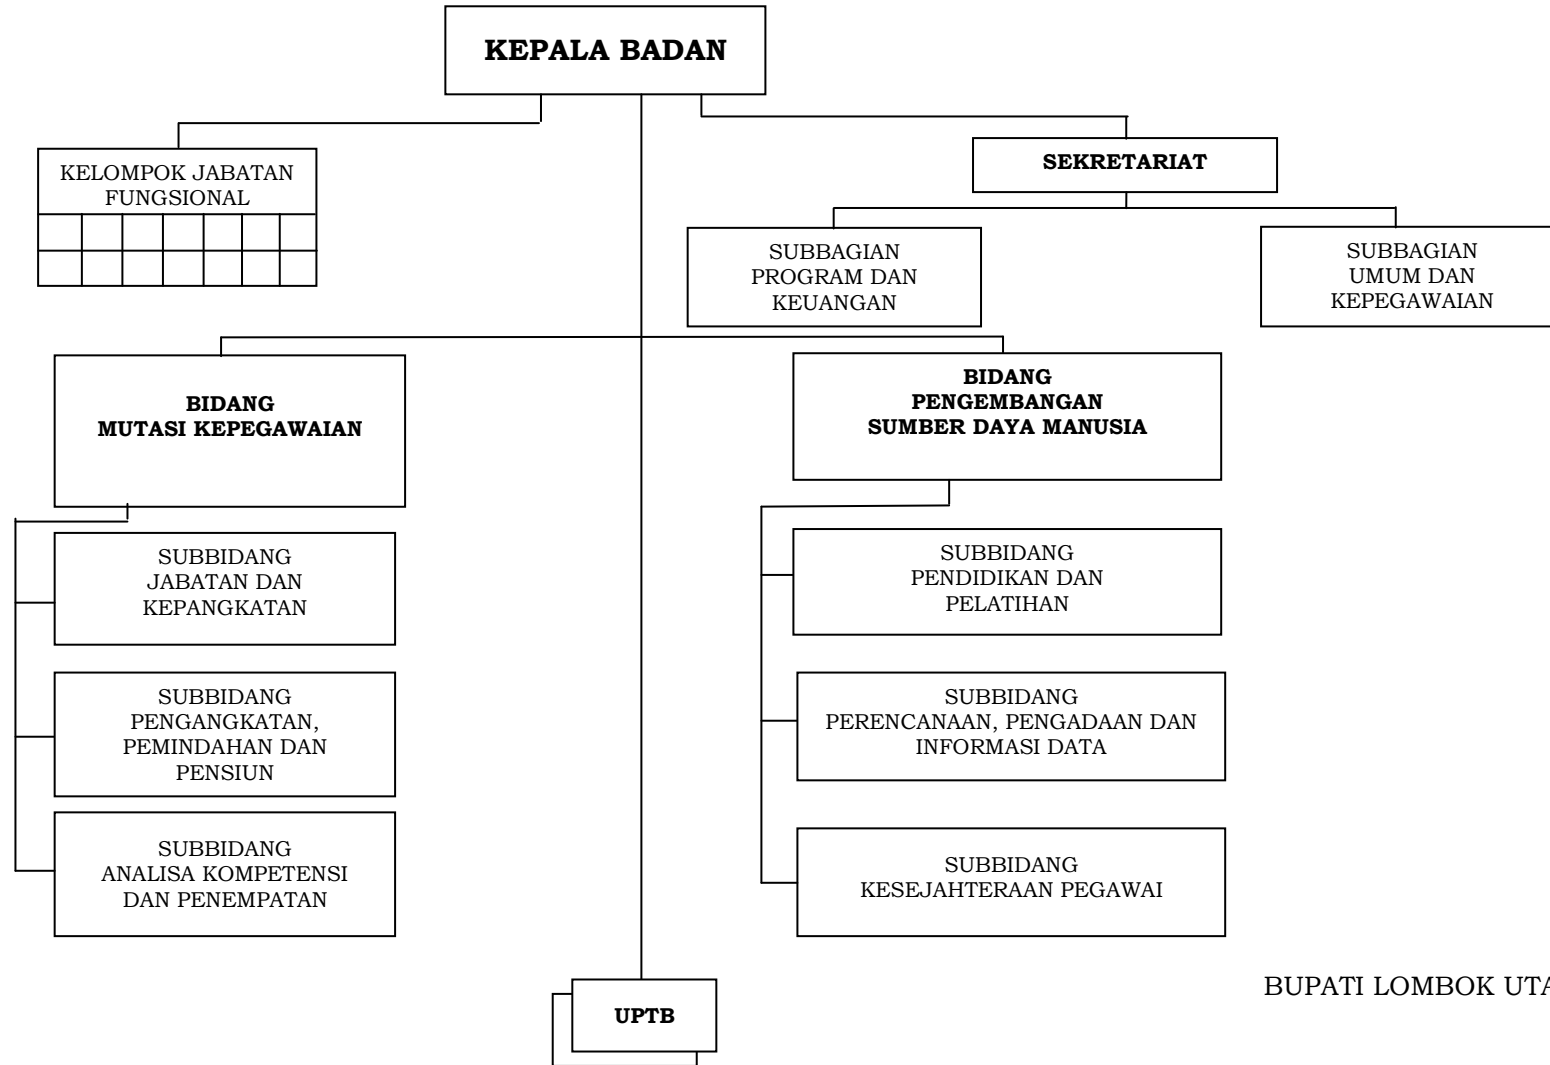 KEPALA BADAN
KELOMPOK JABATAN
FUNGSIONAL
SEKRETARIAT
SUBBAGIAN
PROGRAM DAN
KEUANGAN
SUBBAGIAN
UMUM DAN
KEPEGAWAIAN
BIDANG
MUTASI KEPEGAWAIAN
BIDANG
PENGEMBANGAN
SUMBER DAYA MANUSIA
SUBBIDANG
JABATAN DAN
KEPANGKATAN
SUBBIDANG
PENGANGKATAN,
PEMINDAHAN DAN
PENSIUN
SUBBIDANG
ANALISA KOMPETENSI
DAN PENEMPATAN
SUBBIDANG
PENDIDIKAN DAN
PELATIHAN
SUBBIDANG
PERENCANAAN, PENGADAAN DAN
INFORMASI DATA
SUBBIDANG
KESEJAHTERAAN PEGAWAI
UPTB
BUPATI LOMBOK